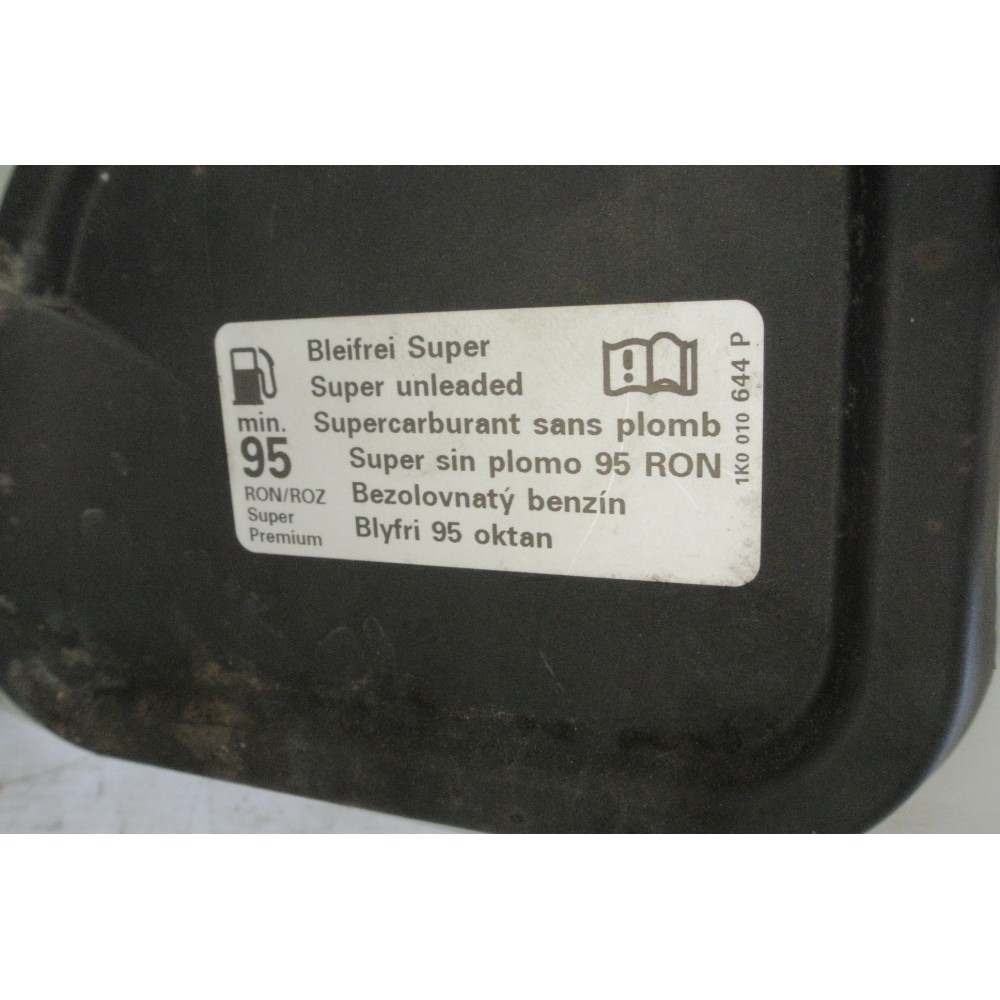 Bleifrei Super
Super unleaded
Supercarburant sans plomb
Super sin plomo 95 RON
Bezolovnatý benzín
Blyfri 95 oktan
min.
95
RON/ROZ
Super
Premium
1K0 010 644 P